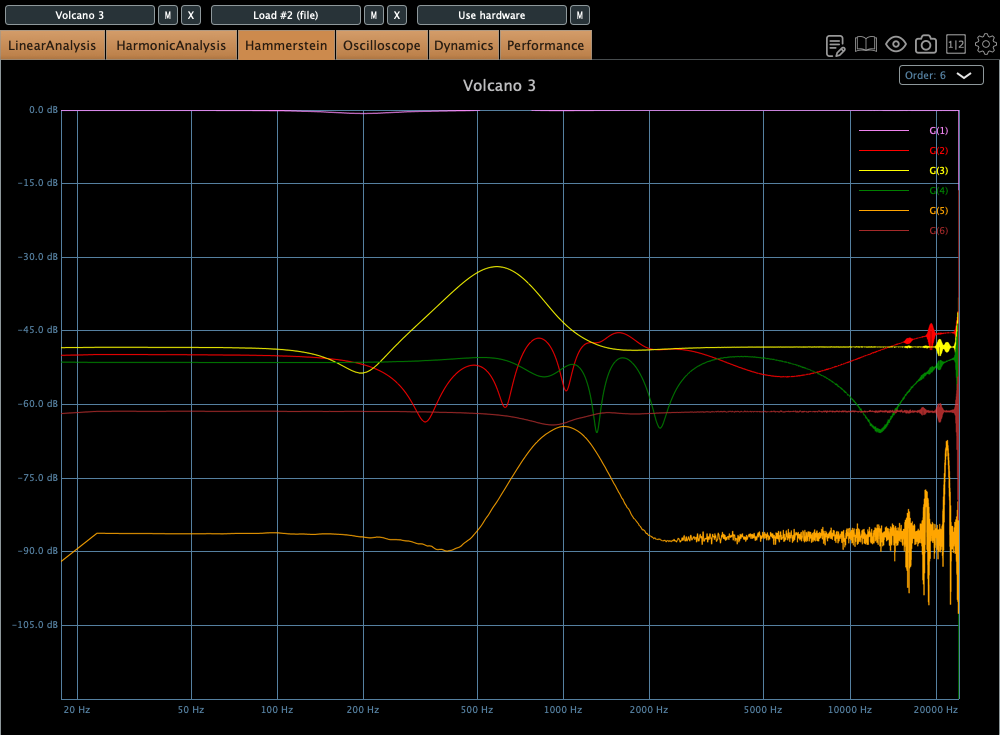 Volcano 3 M X Load #2 (file) M X Use hardware M
LinearAnalysis HarmonicAnalysis Hammerstein Oscilloscope Dynamics Performance 1|2
Order: 6
Volcano 3
0.0 dB
-15.0 dB
-30.0 dB
-45.0 dB
-60.0 dB
-75.0 dB
-90.0 dB
-105.0 dB
G(1)
G(2)
G(3)
G(4)
G(5)
G(6)
20 Hz 50 Hz 100 Hz 200 Hz 500 Hz 1000 Hz 2000 Hz 5000 Hz 10000 Hz 20000 Hz